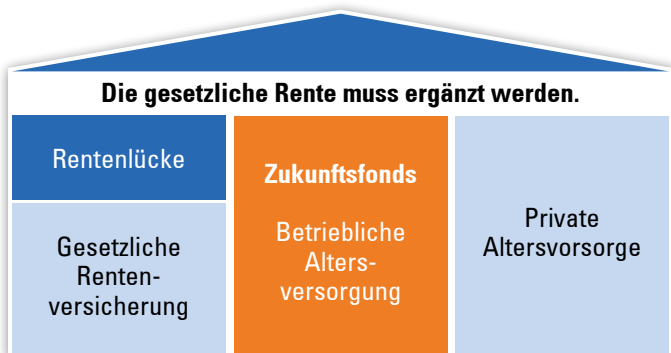 Die gesetzliche Rente muss ergänzt werden.
Rentenlücke
Gesetzliche
Renten-
versicherung
Zukunftsfonds
Betriebliche
Alters-
versorgung
Private
Altersvorsorge